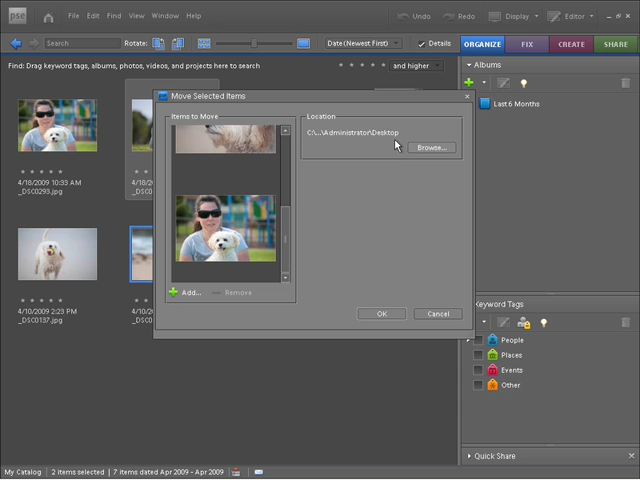 pse File Edit Find View Window Help Undo Redo Display Editor
Search Rotate: Date (Newest First) Details ORGANIZE FIX CREATE SHARE
Find: Drag keyword tags, albums, photos, videos, and projects here to search and higher
Albums
Last 6 Months
Move Selected Items
Items to Move
Add... Remove
Location
C:\...\Administrator\Desktop
Browse...
OK Cancel
4/18/2009 10:33 AM
_DSC0293.jpg
4/10/2009 2:23 PM
_DSC0137.jpg
Keyword Tags
People
Places
Events
Other
Quick Share
My Catalog 2 items selected 7 items dated Apr 2009 - Apr 2009